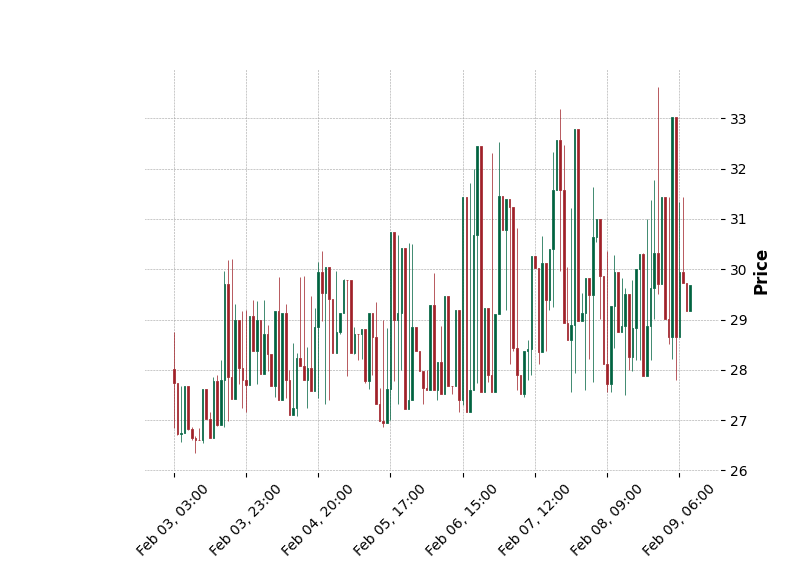 33
32
31
30
29
28
27
26
Price
Feb 03, 03:00
Feb 03, 23:00
Feb 04, 20:00
Feb 05, 17:00
Feb 06, 15:00
Feb 07, 12:00
Feb 08, 09:00
Feb 09, 06:00